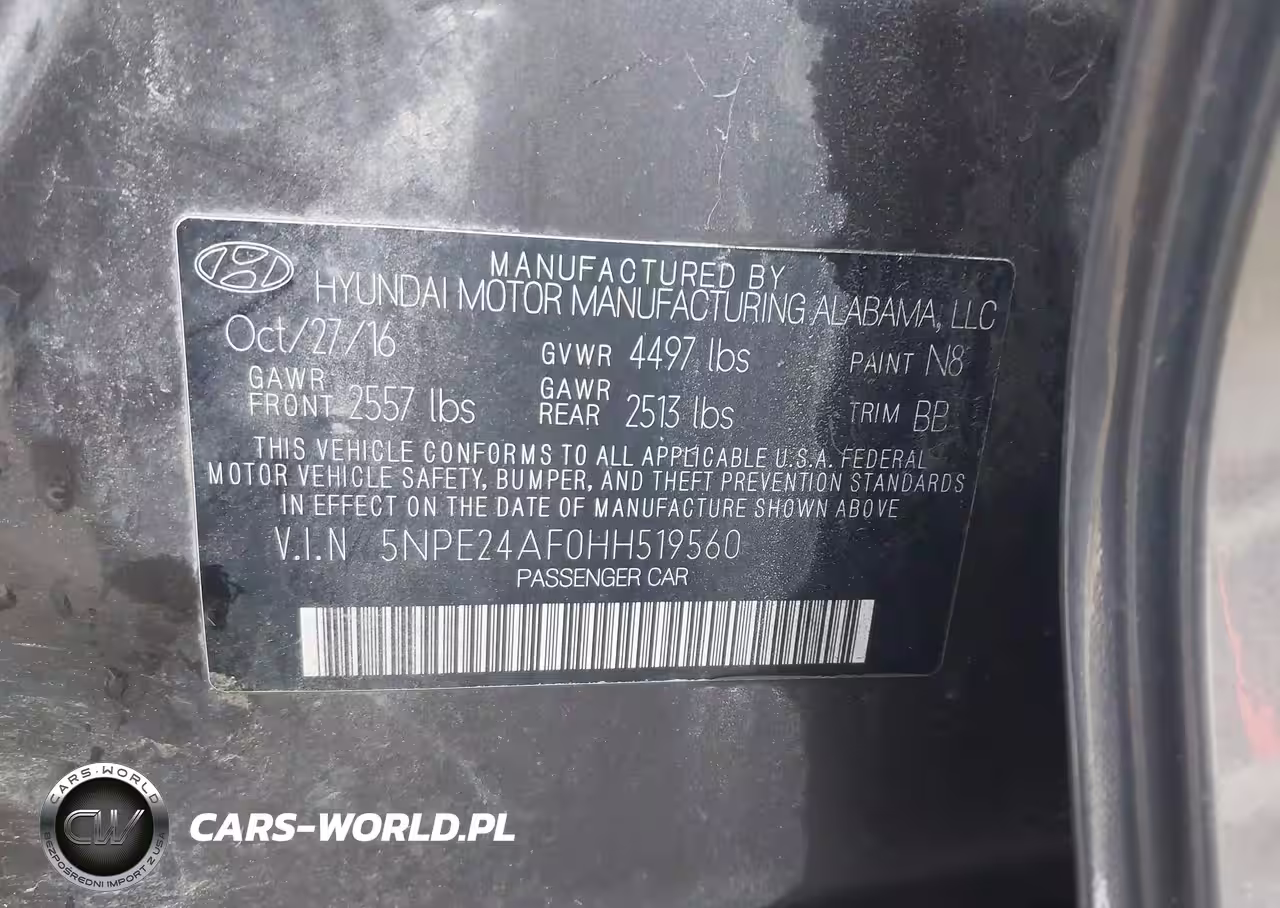 MANUFACTURED BY
HYUNDAI MOTOR MANUFACTURING ALABAMA, LLC
Oct/27/16 GVWR 4497 lbs PAINT N8
GAWR FRONT 2557 lbs GAWR REAR 2513 lbs TRIM BB
THIS VEHICLE CONFORMS TO ALL APPLICABLE U.S.A. FEDERAL
MOTOR VEHICLE SAFETY, BUMPER, AND THEFT PREVENTION STANDARDS
IN EFFECT ON THE DATE OF MANUFACTURE SHOWN ABOVE
V.I.N 5NPE24AF0HH519560
PASSENGER CAR
CARS-WORLD
CW
BEZPOŚREDNI IMPORT Z USA
CARS-WORLD.PL